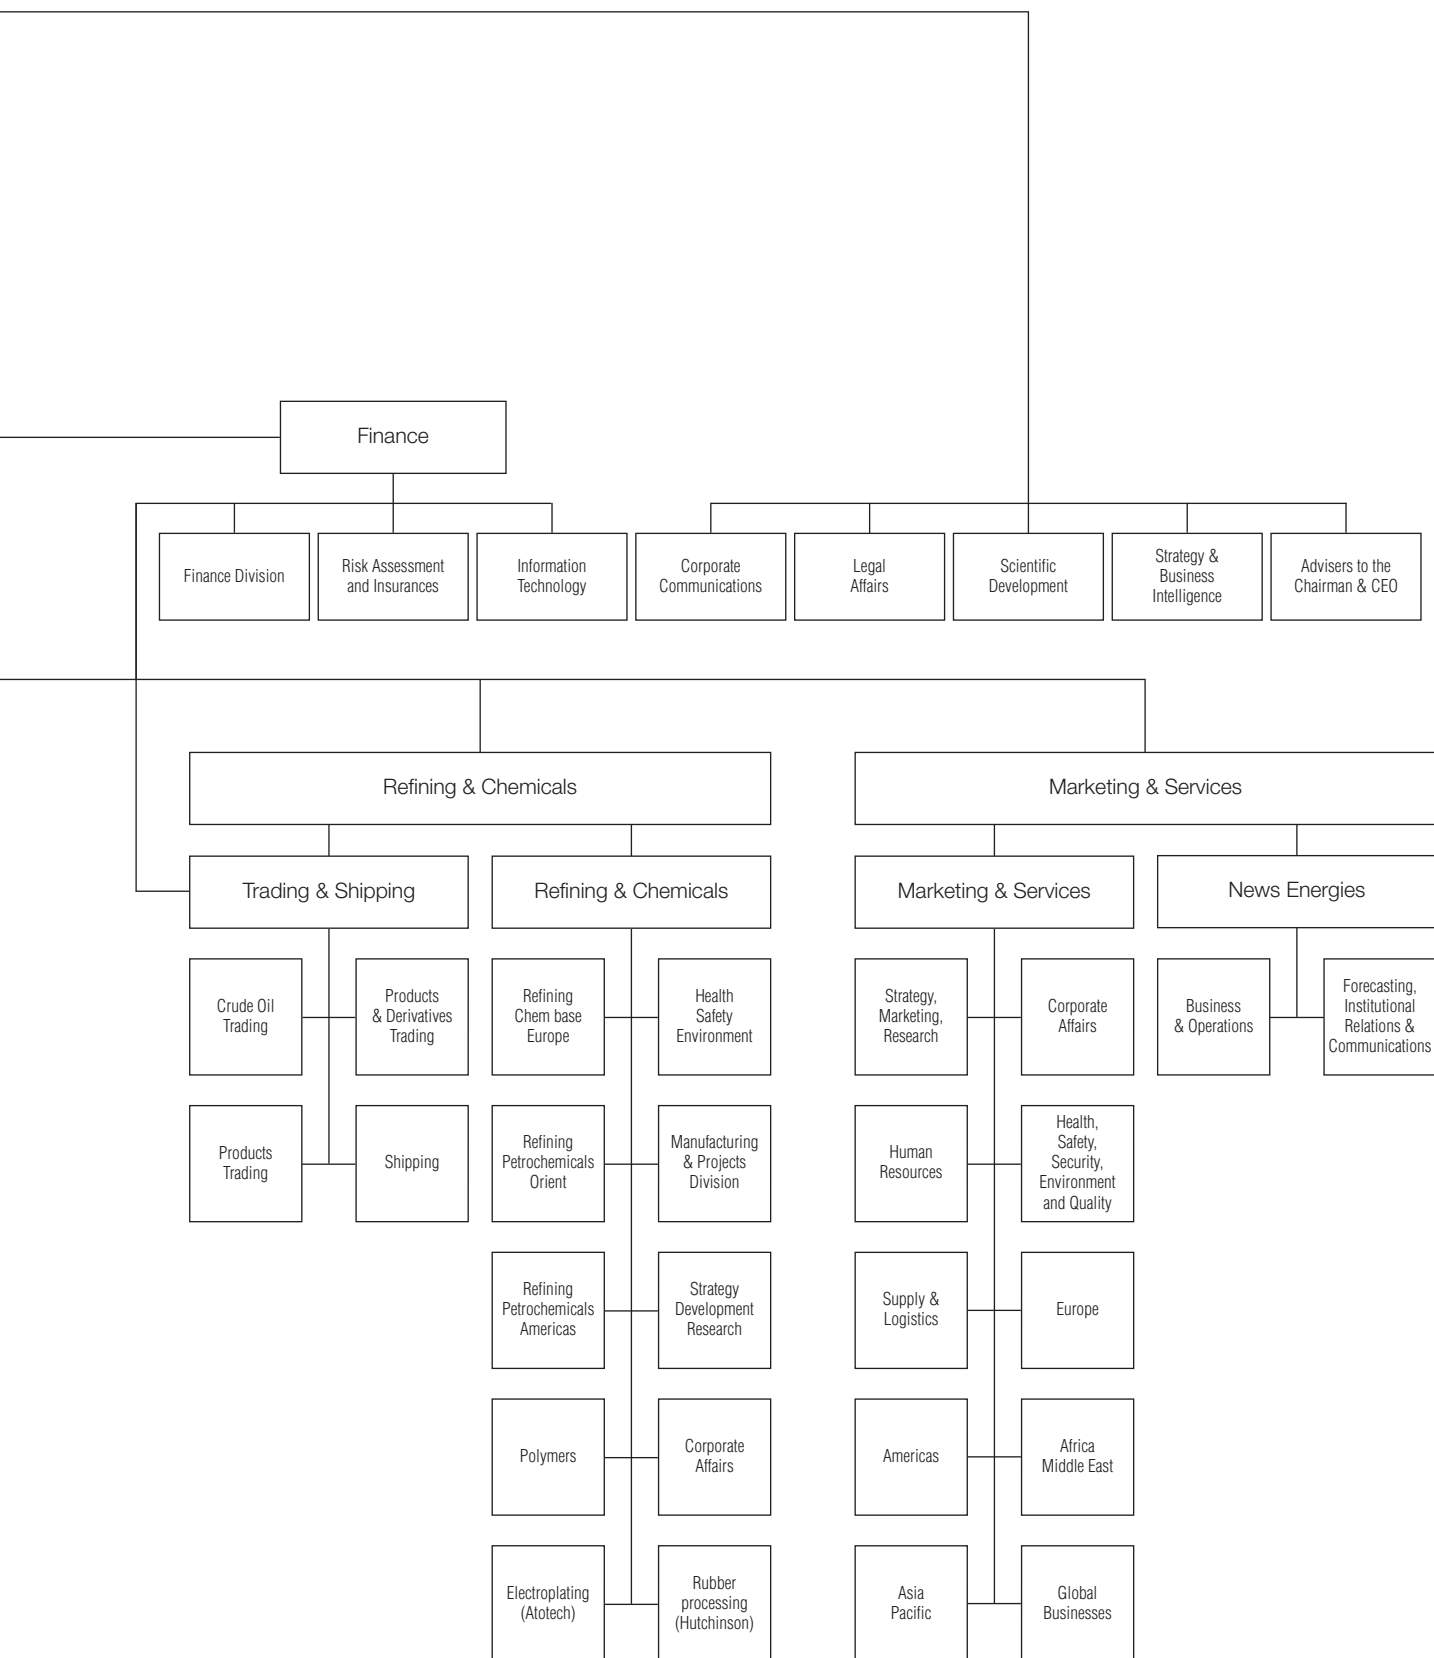 Finance
Finance Division
Risk Assessment
and Insurances
Information
Technology
Corporate
Communications
Legal
Affairs
Scientific
Development
Strategy &
Business
Intelligence
Advisers to the
Chairman & CEO
Refining & Chemicals
Marketing & Services
Trading & Shipping
Refining & Chemicals
Marketing & Services
News Energies
Crude Oil
Trading
Products
& Derivatives
Trading
Refining
Chem base
Europe
Health
Safety
Environment
Strategy,
Marketing,
Research
Corporate
Affairs
Business
& Operations
Forecasting,
Institutional
Relations &
Communications
Products
Trading
Shipping
Refining
Petrochemicals
Orient
Manufacturing
& Projects
Division
Human
Resources
Health,
Safety,
Security,
Environment
and Quality
Refining
Petrochemicals
Americas
Strategy
Development
Research
Supply &
Logistics
Europe
Polymers
Corporate
Affairs
Americas
Africa
Middle East
Electroplating
(Atotech)
Rubber
processing
(Hutchinson)
Asia
Pacific
Global
Businesses